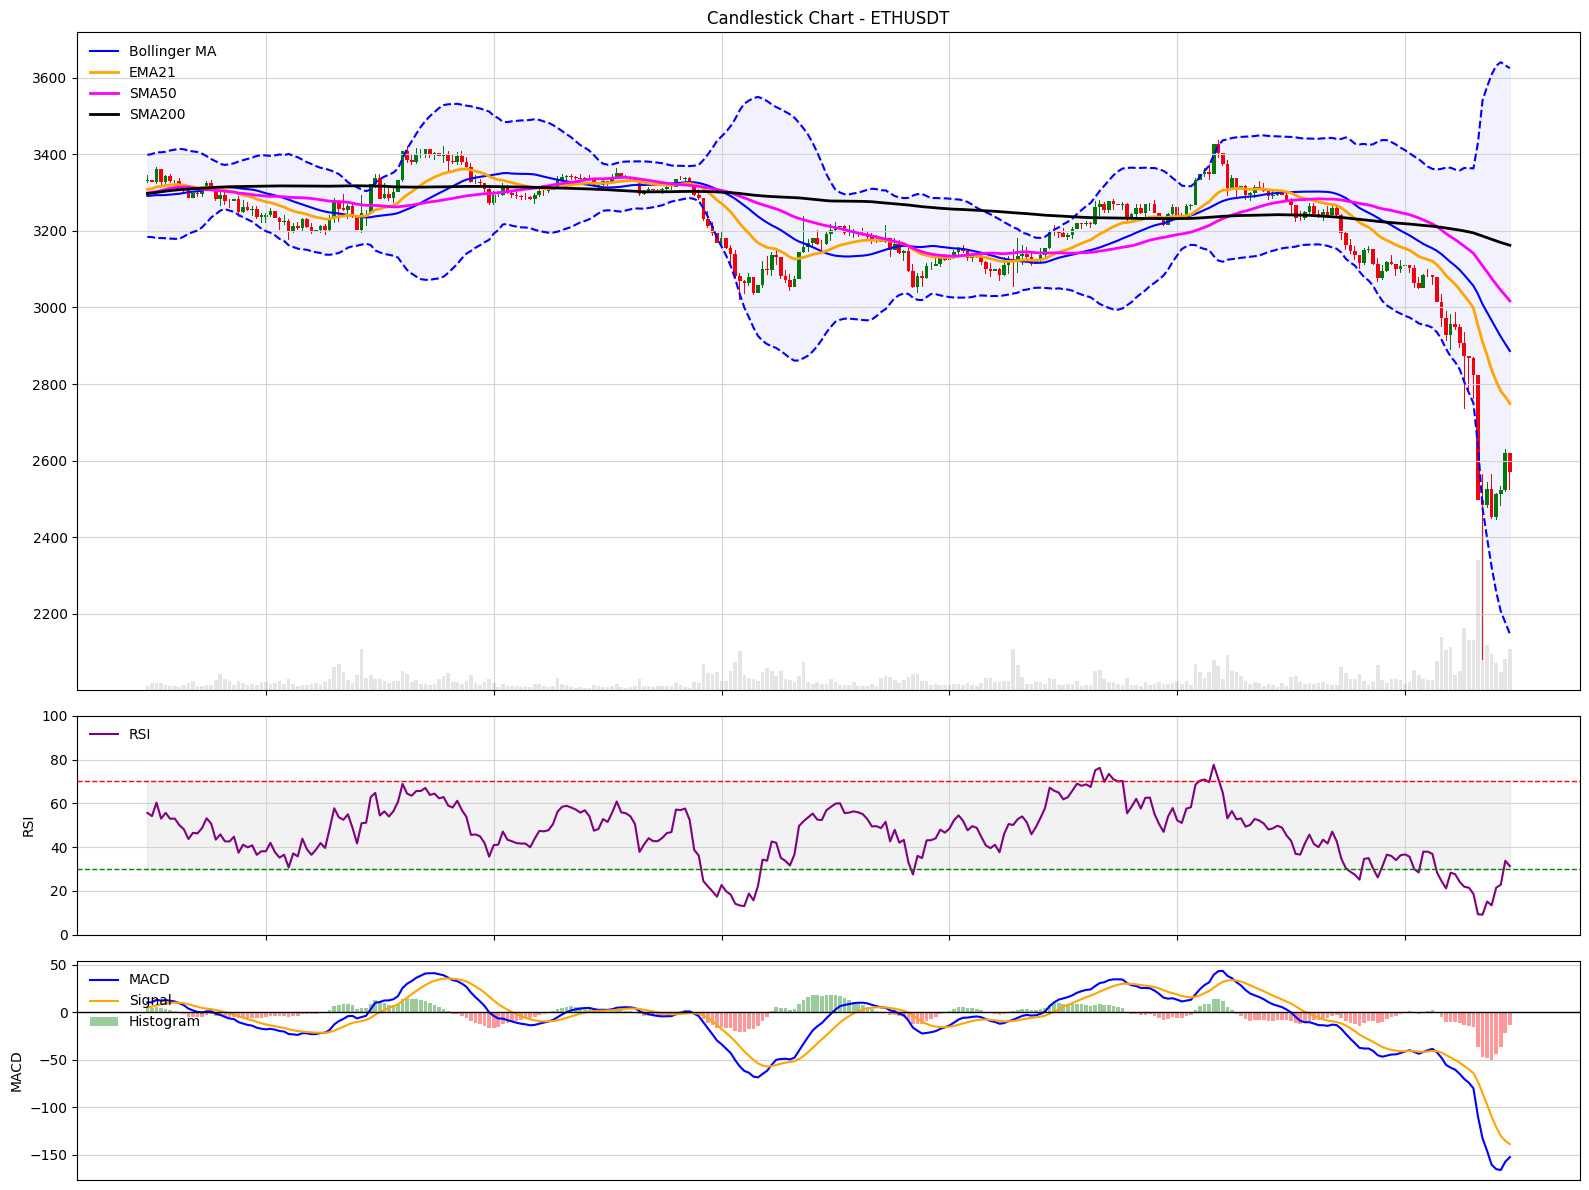 Candlestick Chart - ETHUSDT
Bollinger MA
EMA21
SMA50
SMA200
3600
3400
3200
3000
2800
2600
2400
2200
RSI
100
80
60
40
20
0
RSI
MACD
Signal
Histogram
50
0
−50
−100
−150
MACD